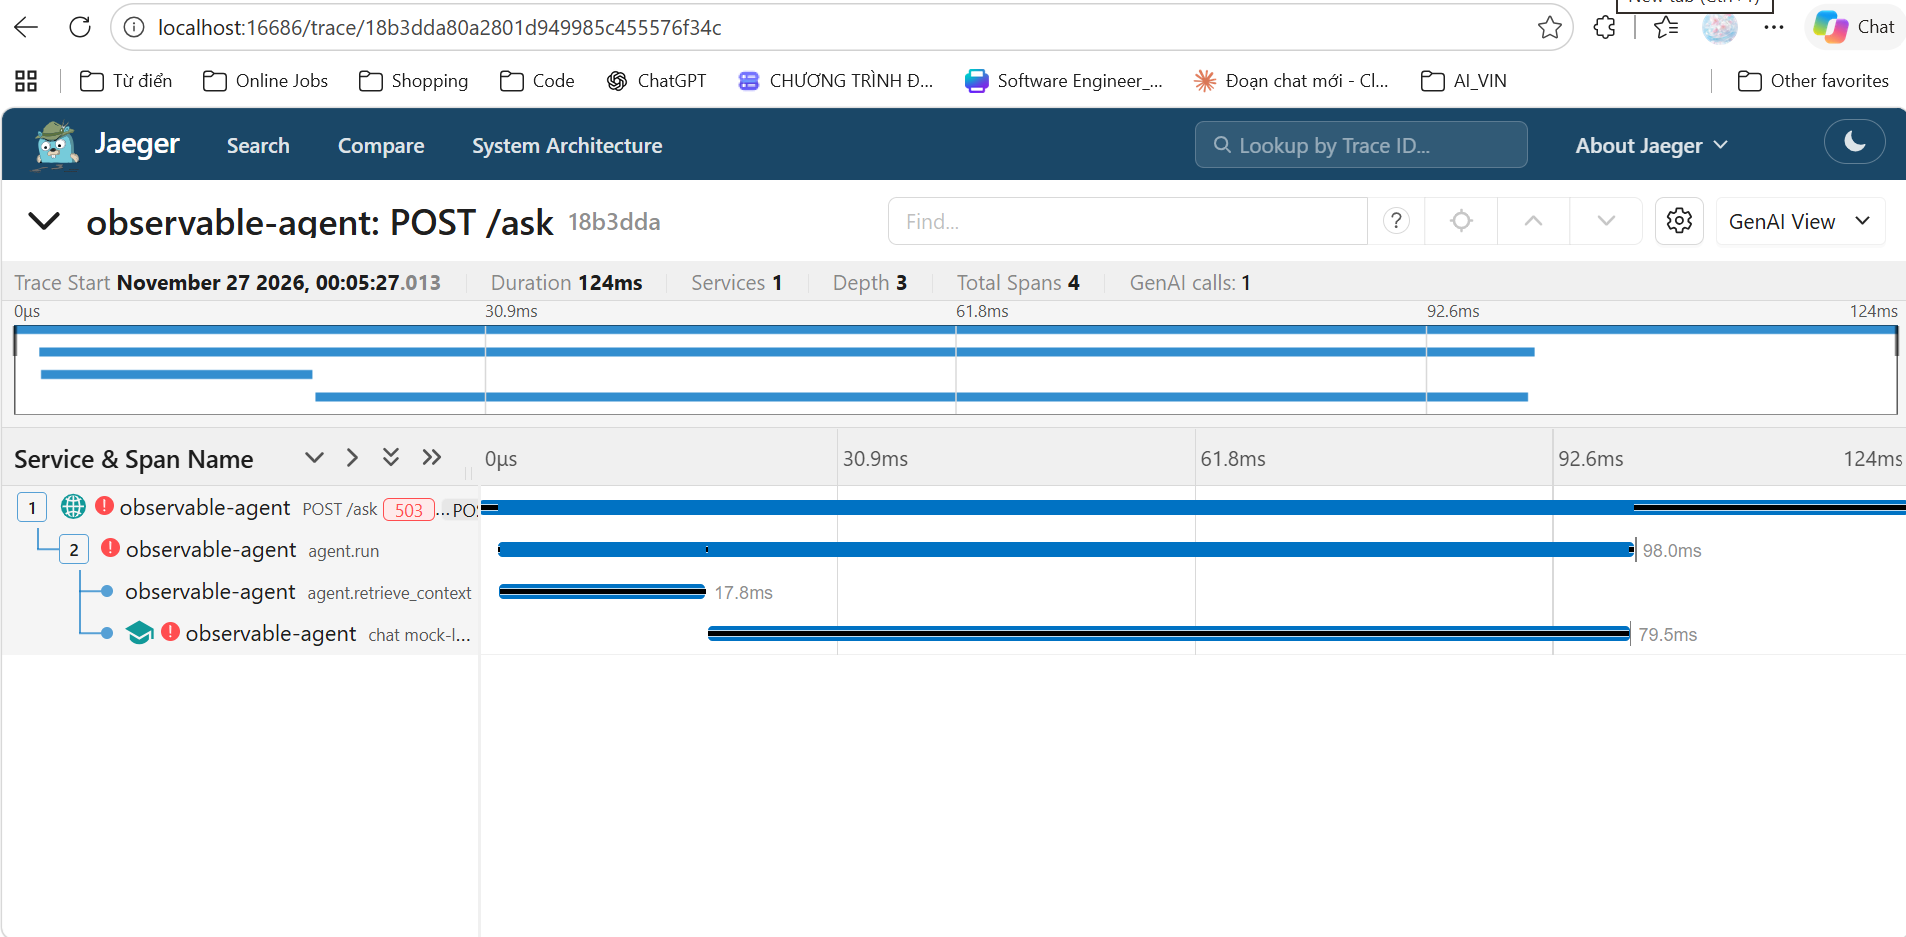 localhost:16686/trace/18b3dda80a2801d949985c455576f34c
Chat
Từ điển Online Jobs Shopping Code ChatGPT CHƯƠNG TRÌNH Đ... Software Engineer_... Đoạn chat mới - Cl... AI_VIN Other favorites
Jaeger Search Compare System Architecture Lookup by Trace ID... About Jaeger
observable-agent: POST /ask 18b3dda Find... ? GenAI View
Trace Start November 27 2026, 00:05:27.013 Duration 124ms Services 1 Depth 3 Total Spans 4 GenAI calls: 1
0μs 30.9ms 61.8ms 92.6ms 124ms
Service & Span Name 0μs 30.9ms 61.8ms 92.6ms 124ms
1 observable-agent POST /ask 503 ...POS
2 observable-agent agent.run 98.0ms
observable-agent agent.retrieve_context 17.8ms
observable-agent chat mock-l... 79.5ms